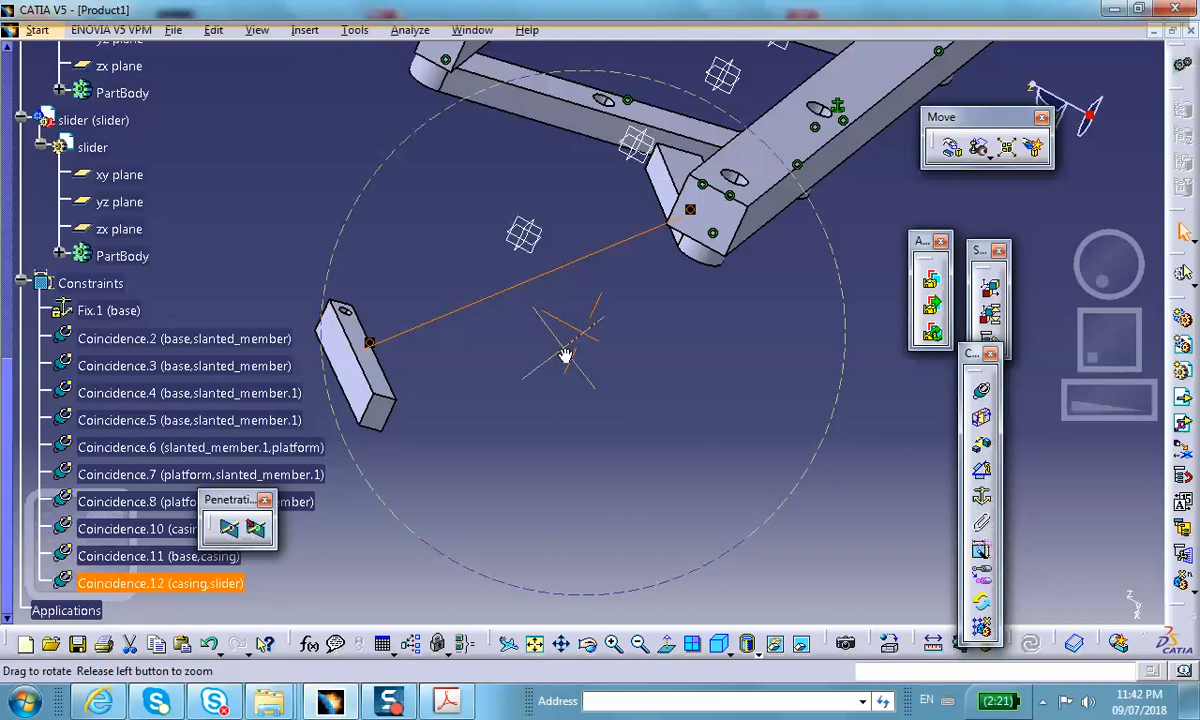 CATIA V5 - [Product1]
Start ENOVIA V5 VPM File Edit View Insert Tools Analyze Window Help
zx plane
PartBody
slider (slider)
slider
xy plane
yz plane
zx plane
PartBody
Constraints
Fix.1 (base)
Coincidence.2 (base,slanted_member)
Coincidence.3 (base,slanted_member)
Coincidence.4 (base,slanted_member.1)
Coincidence.5 (base,slanted_member.1)
Coincidence.6 (slanted_member.1,platform)
Coincidence.7 (platform,slanted_member.1)
Coincidence.8 (platfo mber)
Coincidence.10 (casin
Coincidence.11 (base,casing)
Coincidence.12 (casing,slider)
Applications
Penetrati...
Move
A...
S...
C...
z
x
CATIA
Drag to rotate Release left button to zoom
Address
EN
(2:21)
11:42 PM
09/07/2018